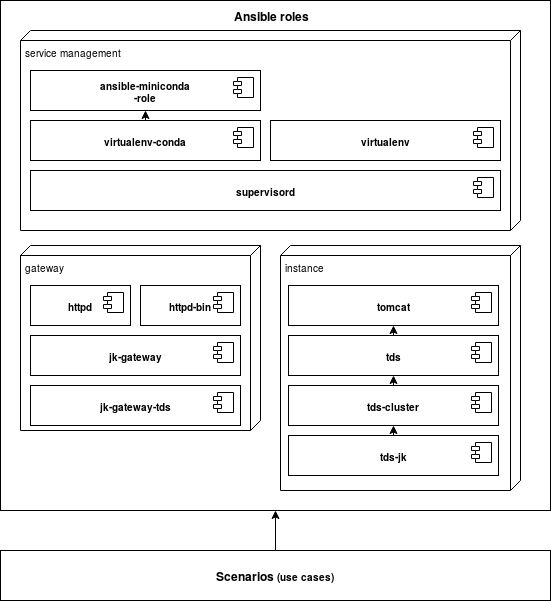 Ansible roles
service management
ansible-miniconda
-role
virtualenv-conda
virtualenv
supervisord
gateway
httpd
httpd-bin
jk-gateway
jk-gateway-tds
instance
tomcat
tds
tds-cluster
tds-jk
Scenarios (use cases)